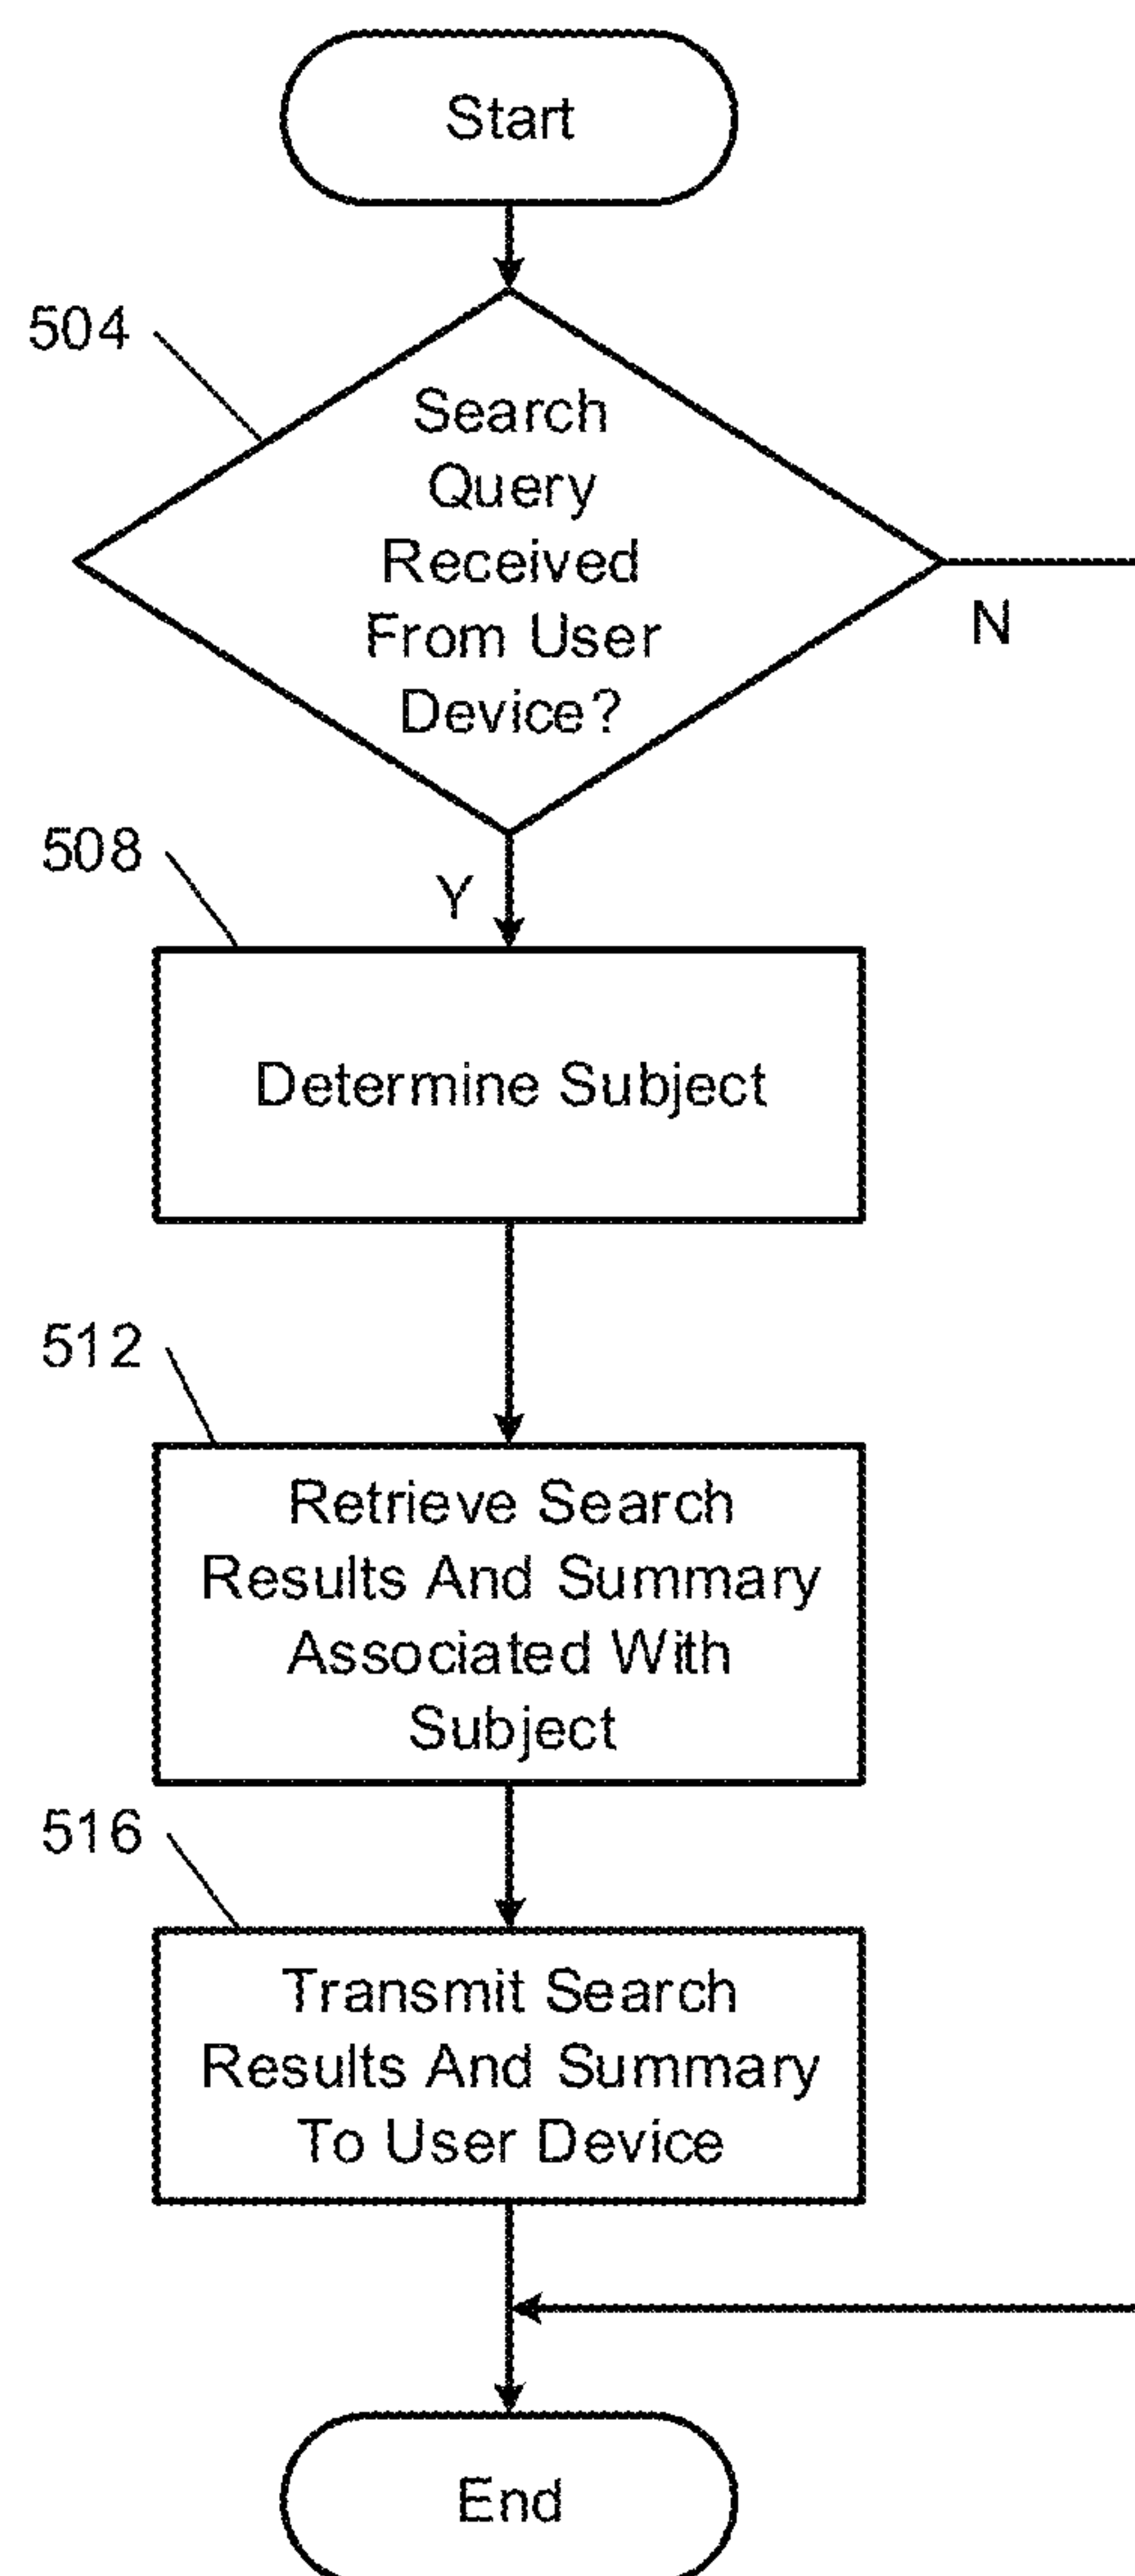 Start
504
Search
Query
Received
From User
Device?
N
508
Y
Determine Subject
512
Retrieve Search
Results And Summary
Associated With
Subject
516
Transmit Search
Results And Summary
To User Device
End